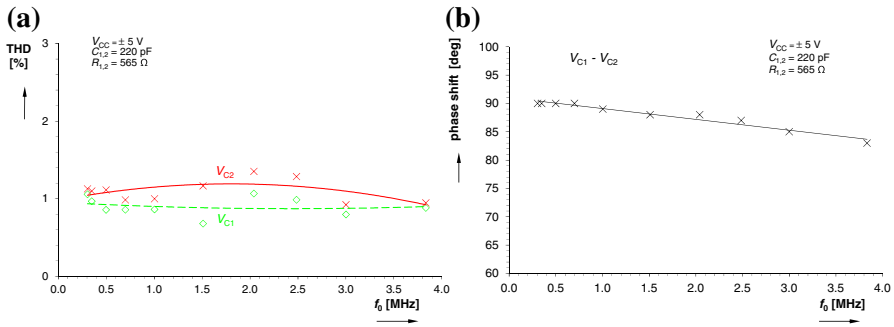 (a)
THD
[%]
V_CC = ± 5 V
C_1,2 = 220 pF
R_1,2 = 565 Ω
3
2
1
0
V_C2
V_C1
0.0 0.5 1.0 1.5 2.0 2.5 3.0 3.5 4.0
f_0 [MHz]
(b)
phase shift [deg]
V_C1 - V_C2
V_CC = ± 5 V
C_1,2 = 220 pF
R_1,2 = 565 Ω
100
95
90
85
80
75
70
65
60
0.0 0.5 1.0 1.5 2.0 2.5 3.0 3.5 4.0
f_0 [MHz]